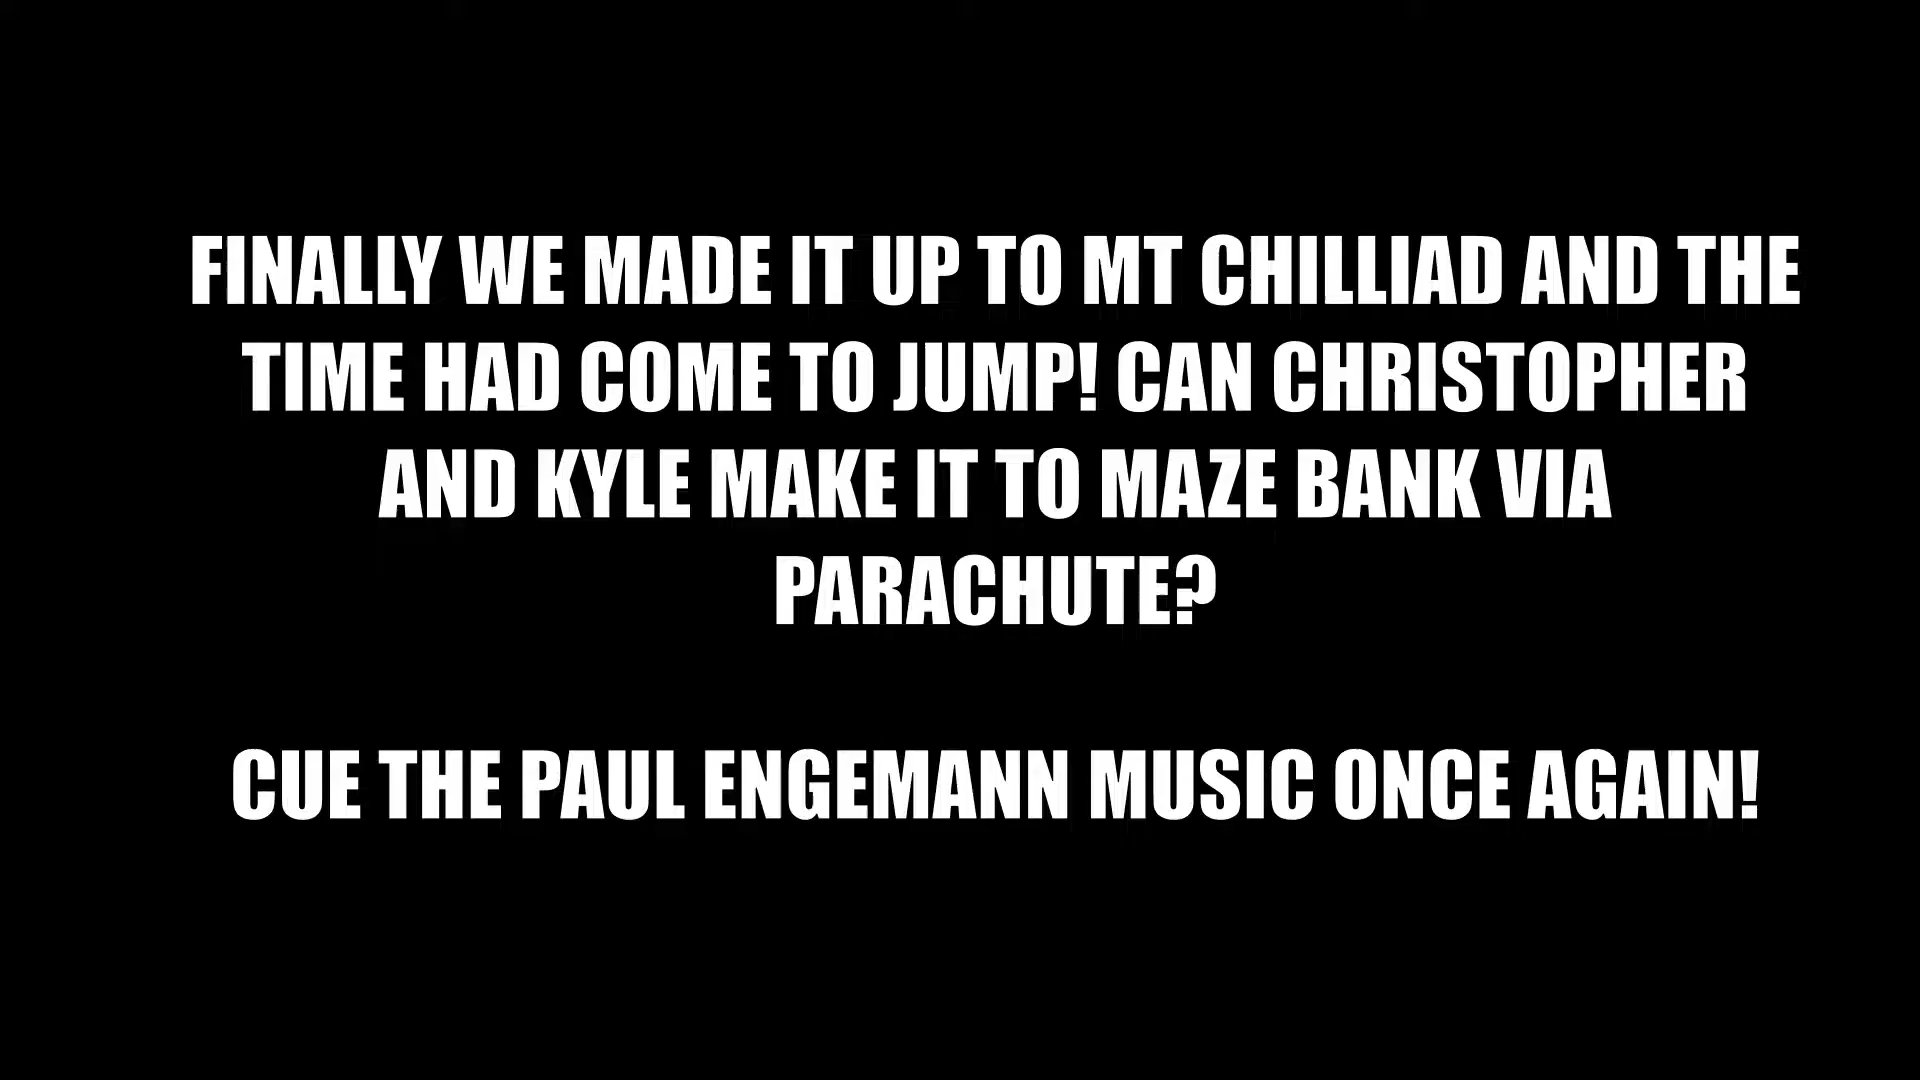 FINALLY WE MADE IT UP TO MT CHILLIAD AND THE
TIME HAD COME TO JUMP! CAN CHRISTOPHER
AND KYLE MAKE IT TO MAZE BANK VIA
PARACHUTE?
CUE THE PAUL ENGEMANN MUSIC ONCE AGAIN!